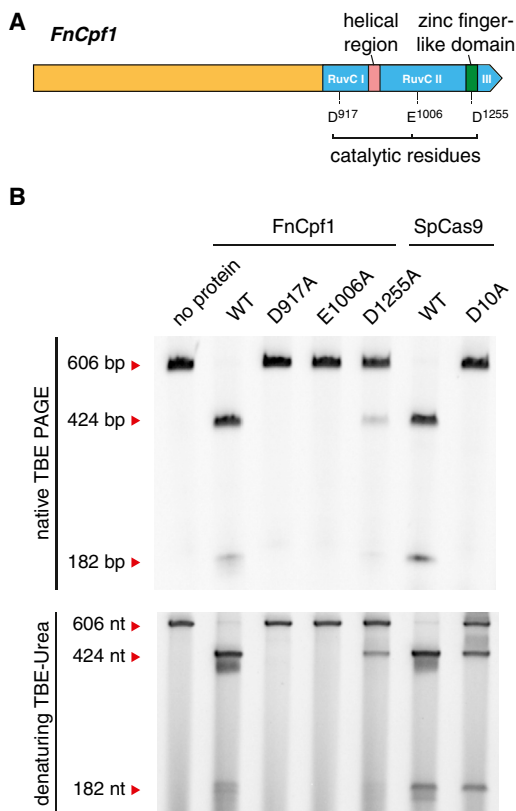 A
FnCpf1
helical region
zinc finger-like domain
RuvC I
RuvC II
III
D917
E1006
D1255
catalytic residues
B
FnCpf1
SpCas9
no protein
WT
D917A
E1006A
D1255A
WT
D10A
native TBE PAGE
606 bp
424 bp
182 bp
denaturing TBE-Urea
606 nt
424 nt
182 nt